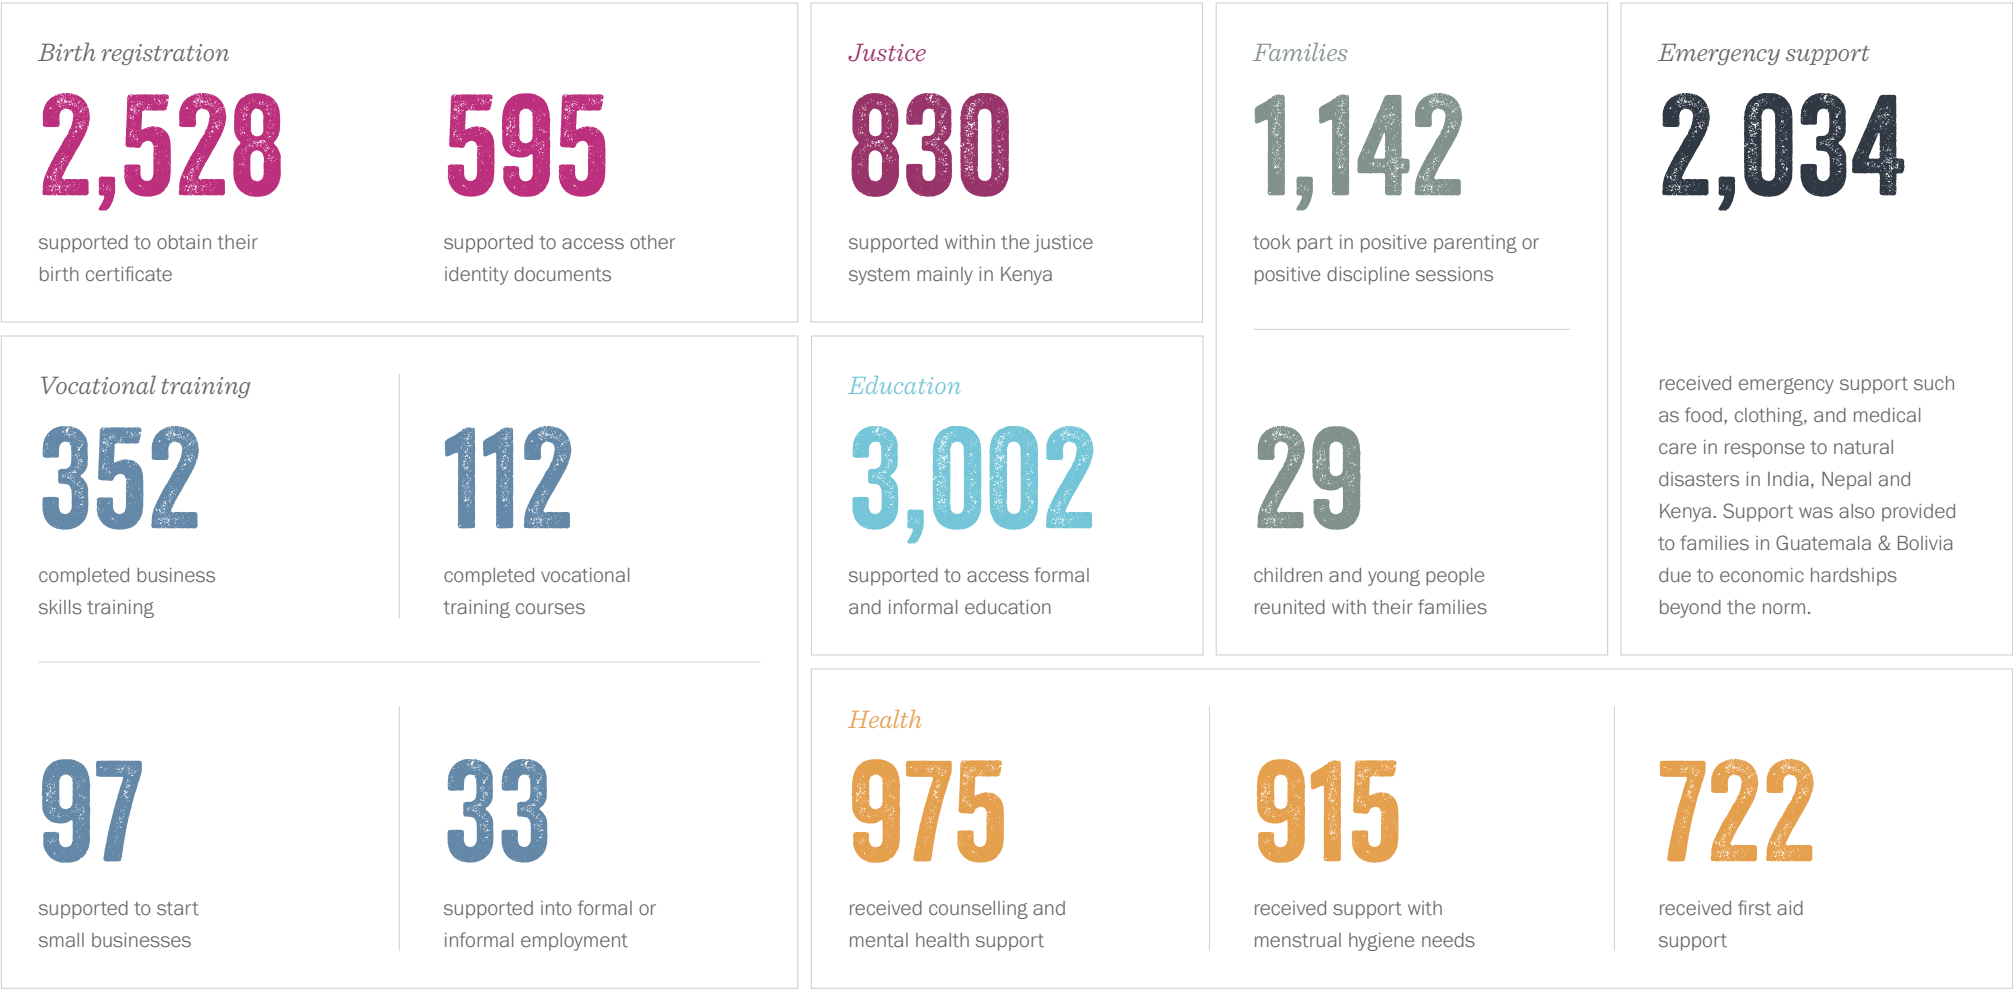 Birth registration
2,528
supported to obtain their
birth certificate
595
supported to access other
identity documents
Justice
830
supported within the justice
system mainly in Kenya
Families
1,142
took part in positive parenting or
positive discipline sessions
29
children and young people
reunited with their families
Emergency support
2,034
received emergency support such
as food, clothing, and medical
care in response to natural
disasters in India, Nepal and
Kenya. Support was also provided
to families in Guatemala & Bolivia
due to economic hardships
beyond the norm.
Vocational training
352
completed business
skills training
112
completed vocational
training courses
97
supported to start
small businesses
33
supported into formal or
informal employment
Education
3,002
supported to access formal
and informal education
Health
975
received counselling and
mental health support
915
received support with
menstrual hygiene needs
722
received first aid
support